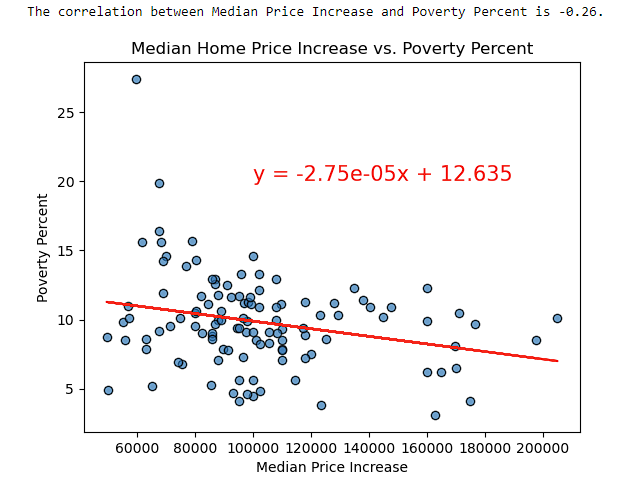 The correlation between Median Price Increase and Poverty Percent is -0.26.
Median Home Price Increase vs. Poverty Percent
y = -2.75e-05x + 12.635
Poverty Percent
25
20
15
10
5
60000 80000 100000 120000 140000 160000 180000 200000
Median Price Increase